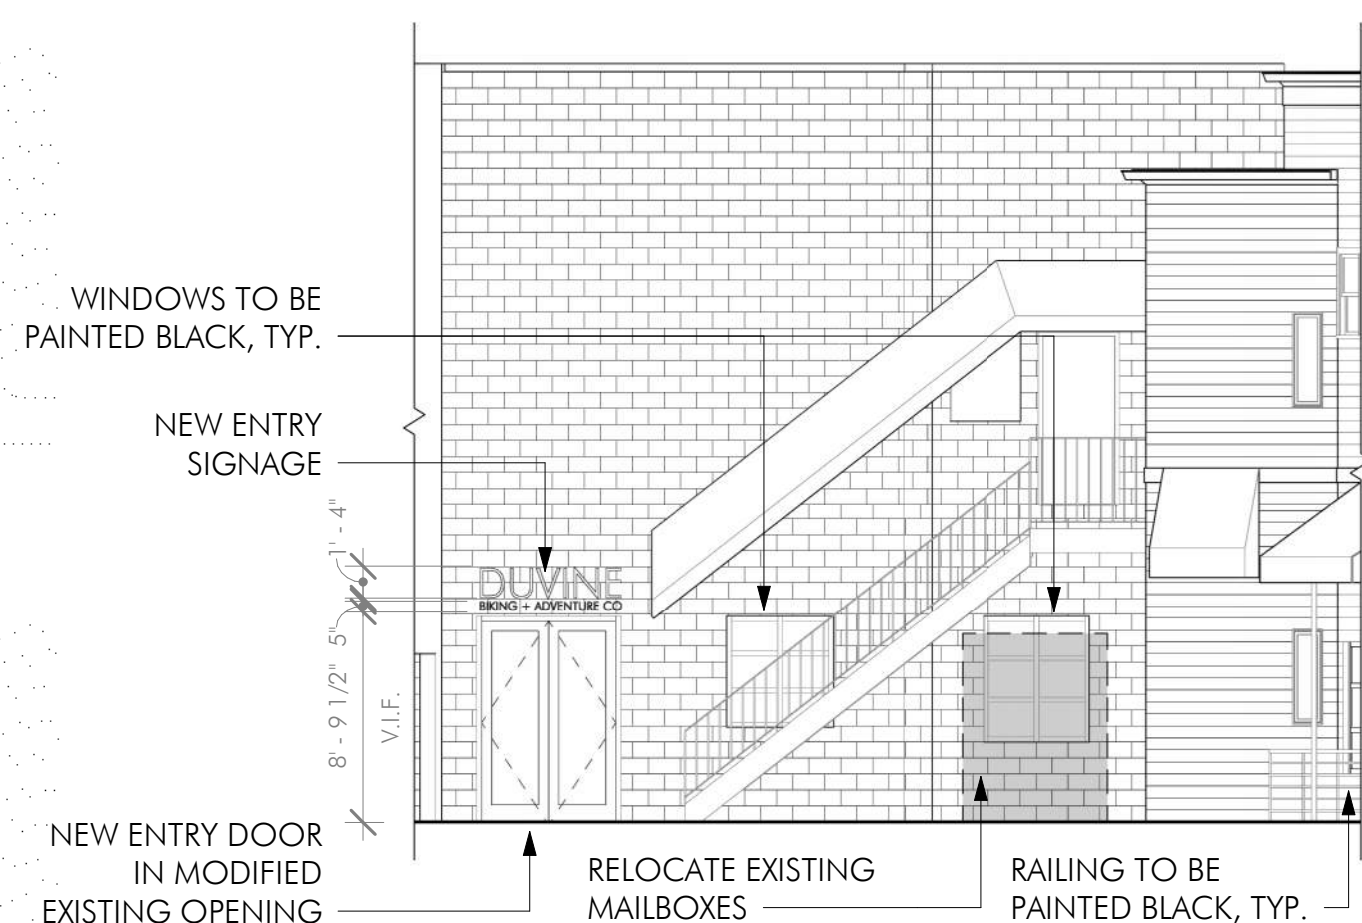 WINDOWS TO BE
PAINTED BLACK, TYP.
NEW ENTRY
SIGNAGE
1' - 4"
5"
8' - 9 1/2"
V.I.F.
DUVINE
BIKING + ADVENTURE CO
NEW ENTRY DOOR
IN MODIFIED
EXISTING OPENING
RELOCATE EXISTING
MAILBOXES
RAILING TO BE
PAINTED BLACK, TYP.